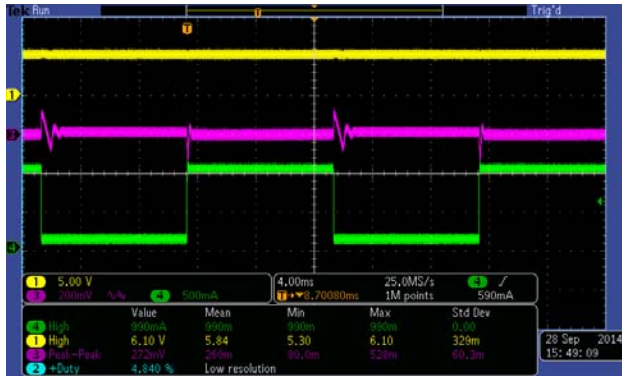 Tek Run Trig'd
T
1
3
4
1 5.00 V
3 200mV 4 500mA
4.00ms 25.0MS/s 4
T 8.70080ms 1M points 590mA
Value Mean Min Max Std Dev
4 High 990mA 990m 990m 990m 0.00
1 High 6.10 V 5.84 5.30 6.10 329m
3 Peak-Peak 272mV 269m 80.0m 528m 60.2m
2 +Duty 4.840 % Low resolution
28 Sep 2014
15:49:09